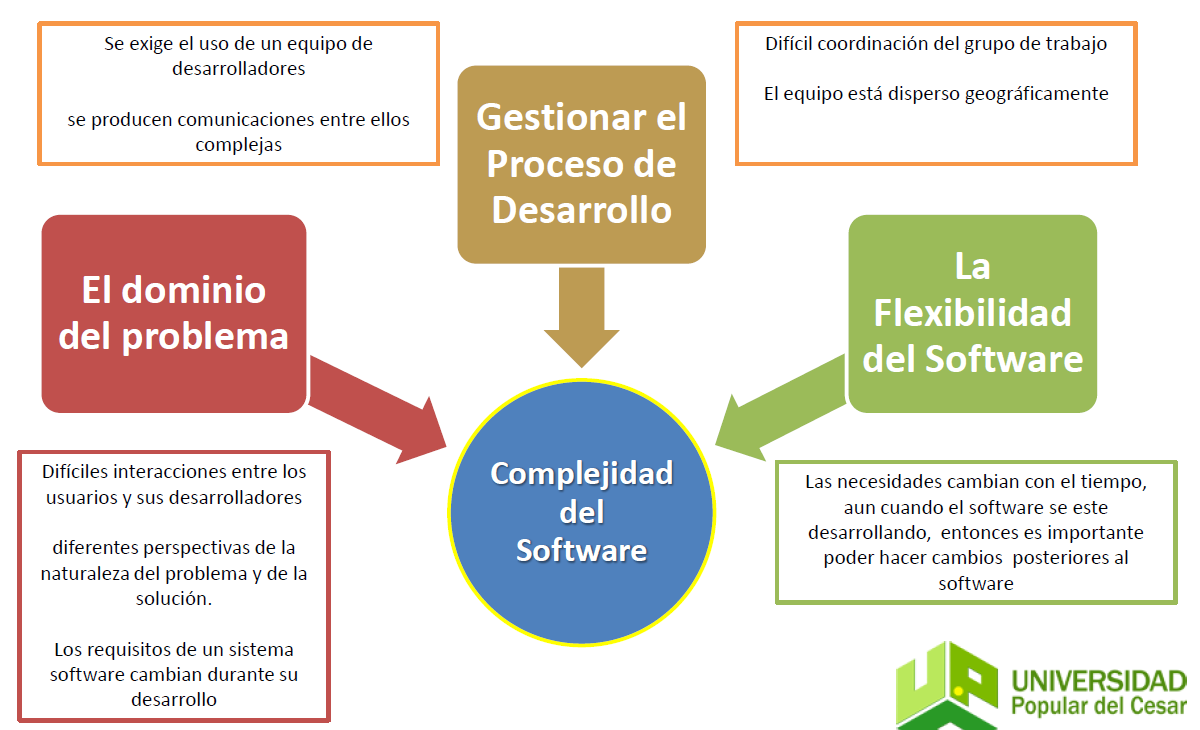 Se exige el uso de un equipo de
desarrolladores
se producen comunicaciones entre ellos
complejas
Gestionar el
Proceso de
Desarrollo
Difícil coordinación del grupo de trabajo
El equipo está disperso geográficamente
El dominio
del problema
La
Flexibilidad
del Software
Difíciles interacciones entre los
usuarios y sus desarrolladores
diferentes perspectivas de la
naturaleza del problema y de la
solución.
Los requisitos de un sistema
software cambian durante su
desarrollo
Complejidad
del
Software
Las necesidades cambian con el tiempo,
aun cuando el software se este
desarrollando, entonces es importante
poder hacer cambios posteriores al
software
UNIVERSIDAD
Popular del Cesar